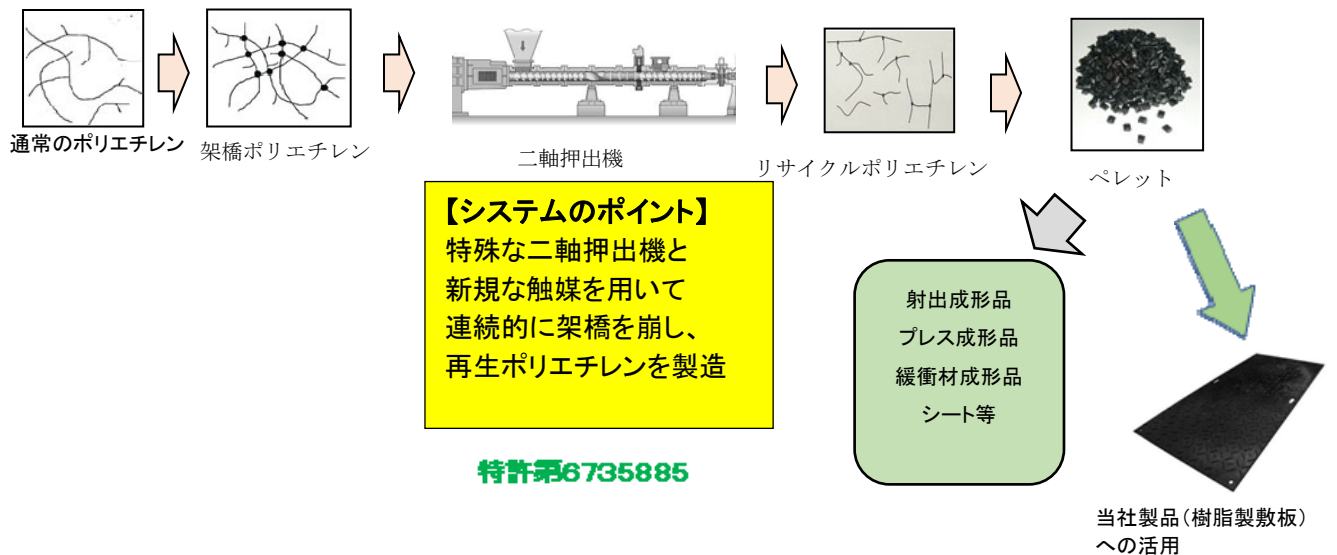 通常のポリエチレン
架橋ポリエチレン
二軸押出機
リサイクルポリエチレン
ペレット
【システムのポイント】
特殊な二軸押出機と
新規な触媒を用いて
連続的に架橋を崩し、
再生ポリエチレンを製造
特許第6735885
射出成形品
プレス成形品
緩衝材成形品
シート等
当社製品(樹脂製敷板)
への活用